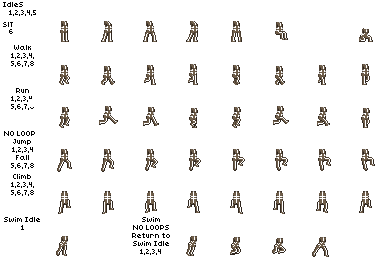 IdleS
1,2,3,4,5
SIT
6
Walk
1,2,3,4,
5,6,7,8
Run
1,2,3,4
5,6,7,
NO LOOP
Jump
1,2,3,4
Fall
5,6,7,8
Climb
1,2,3,4,
5,6,7,8
Swim Idle
1
Swim
NO LOOPS
Return to
Swim Idle
1,2,3,4